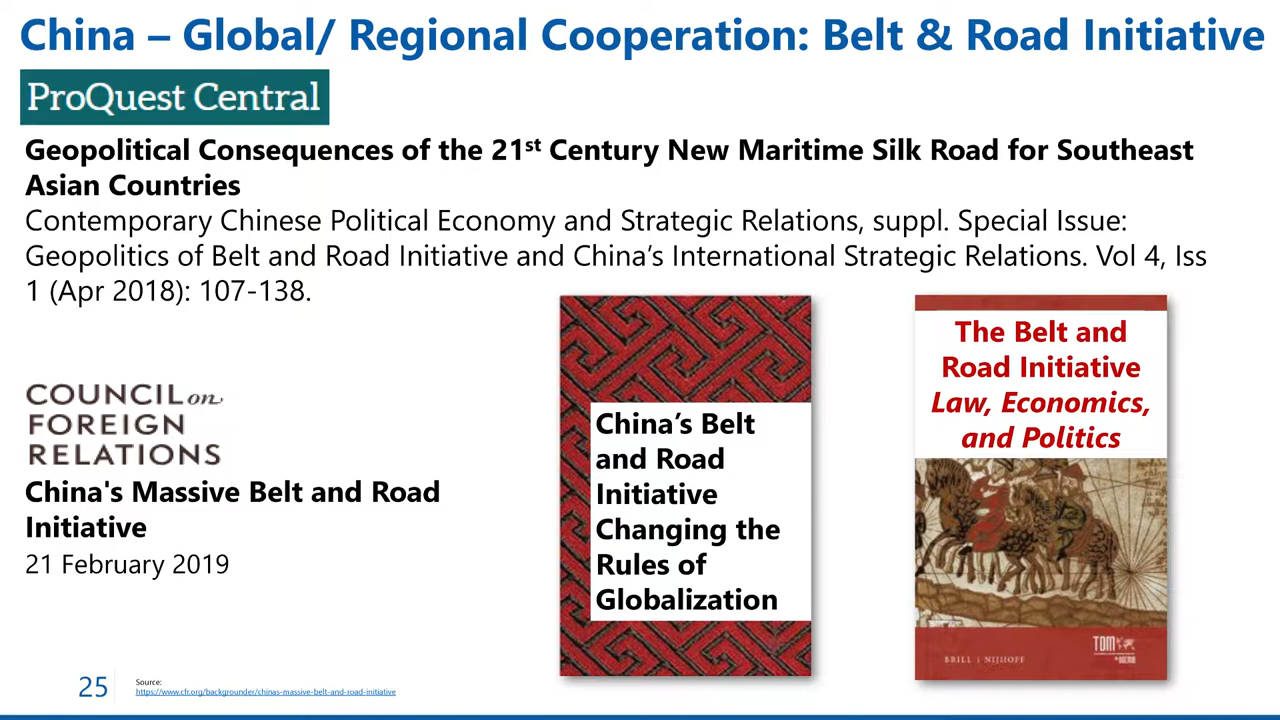 China – Global/ Regional Cooperation: Belt & Road Initiative
ProQuest Central
Geopolitical Consequences of the 21st Century New Maritime Silk Road for Southeast
Asian Countries
Contemporary Chinese Political Economy and Strategic Relations, suppl. Special Issue:
Geopolitics of Belt and Road Initiative and China’s International Strategic Relations. Vol 4, Iss
1 (Apr 2018): 107-138.
COUNCIL on
FOREIGN
RELATIONS
China's Massive Belt and Road
Initiative
21 February 2019
China’s Belt
and Road
Initiative
Changing the
Rules of
Globalization
The Belt and
Road Initiative
Law, Economics,
and Politics
TDM
BRILL | NIJHOFF
25
Source:
https://www.cfr.org/backgrounder/chinas-massive-belt-and-road-initiative